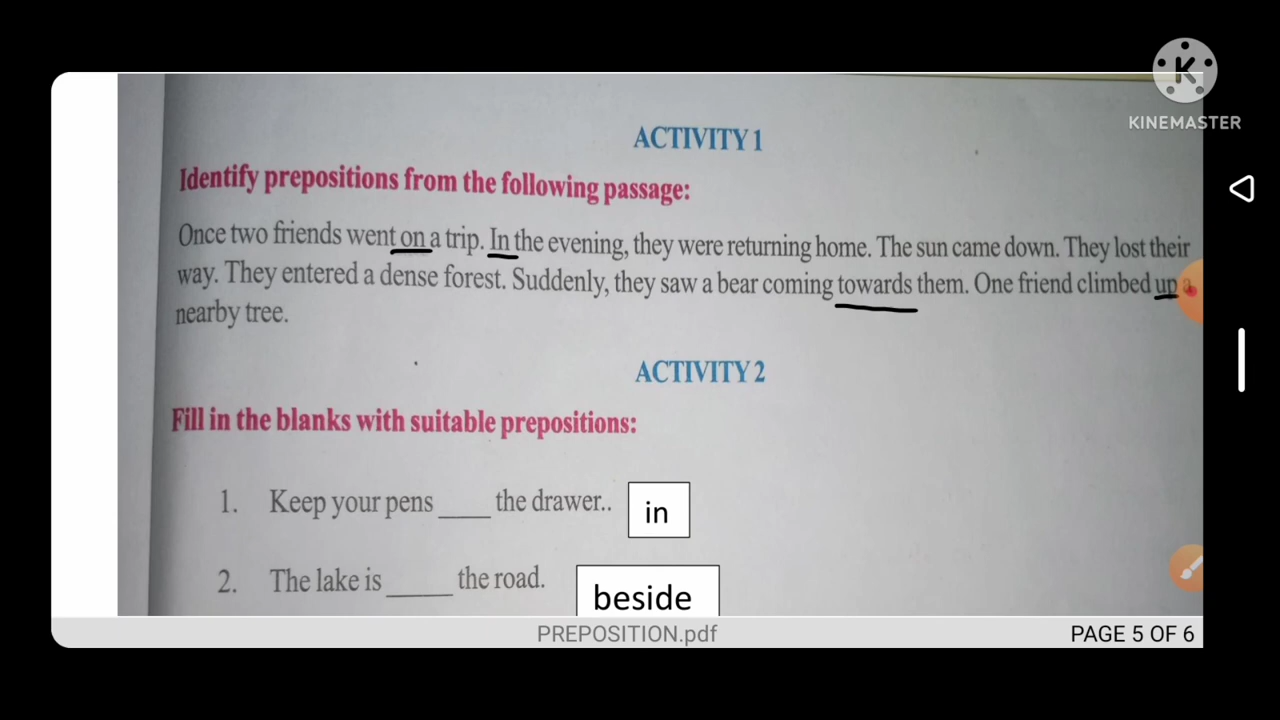 KINEMASTER
ACTIVITY 1
Identify prepositions from the following passage:
Once two friends went on a trip. In the evening, they were returning home. The sun came down. They lost their
way. They entered a dense forest. Suddenly, they saw a bear coming towards them. One friend climbed up a
nearby tree.
ACTIVITY 2
Fill in the blanks with suitable prepositions:
1. Keep your pens ____ the drawer.. in
2. The lake is _____ the road. beside
PREPOSITION.pdf PAGE 5 OF 6